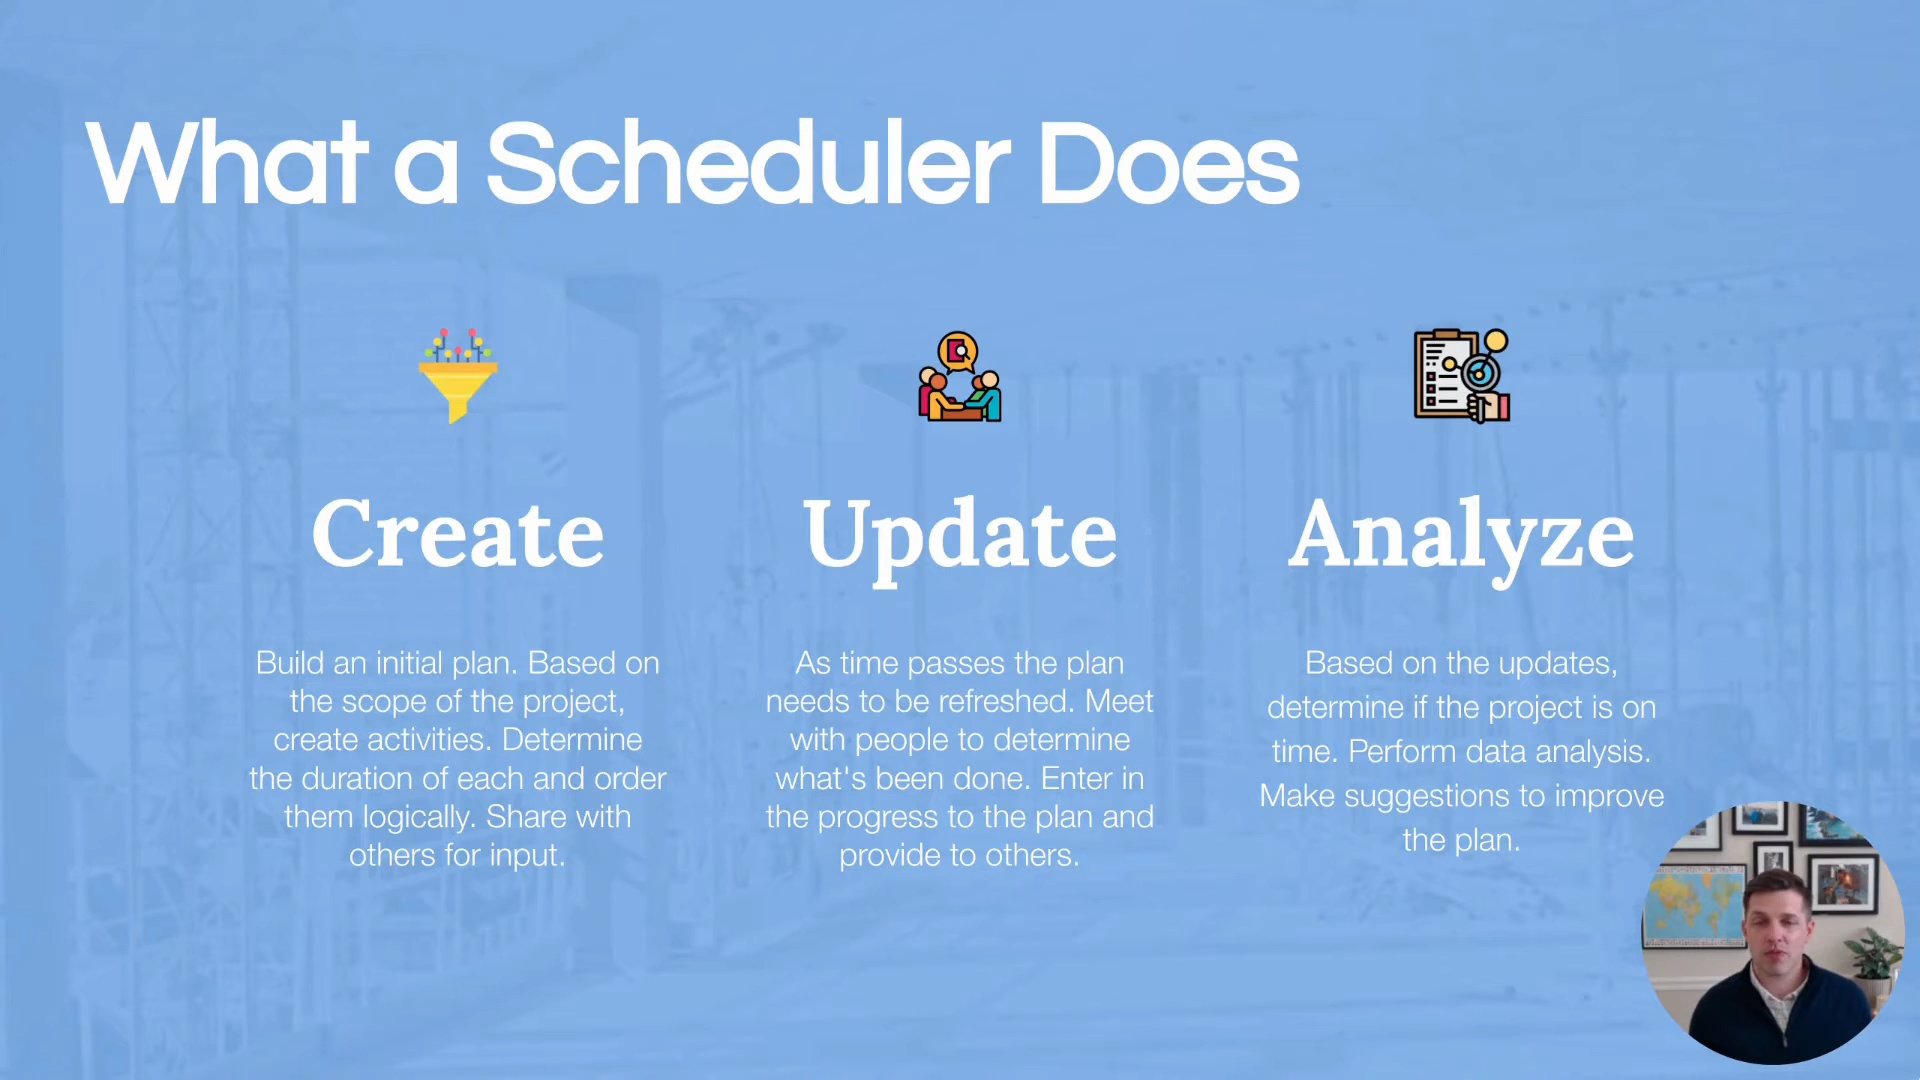 What a Scheduler Does
Create
Build an initial plan. Based on
the scope of the project,
create activities. Determine
the duration of each and order
them logically. Share with
others for input.
Update
As time passes the plan
needs to be refreshed. Meet
with people to determine
what's been done. Enter in
the progress to the plan and
provide to others.
Analyze
Based on the updates,
determine if the project is on
time. Perform data analysis.
Make suggestions to improve
the plan.